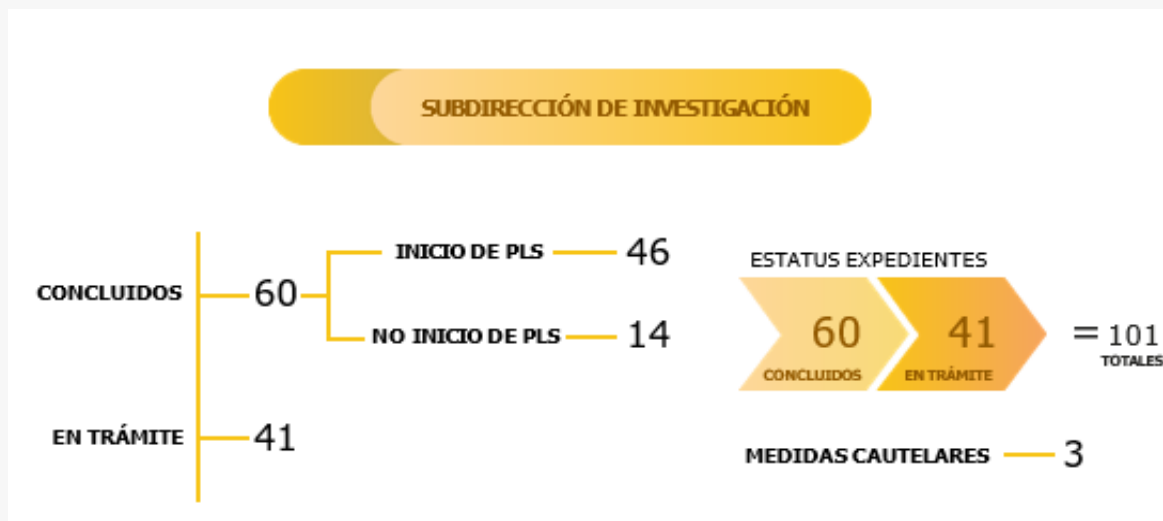 SUBDIRECCIÓN DE INVESTIGACIÓN
CONCLUIDOS 60
INICIO DE PLS 46
NO INICIO DE PLS 14
EN TRÁMITE 41
ESTATUS EXPEDIENTES
60 41 = 101
CONCLUIDOS EN TRÁMITE TOTALES
MEDIDAS CAUTELARES 3